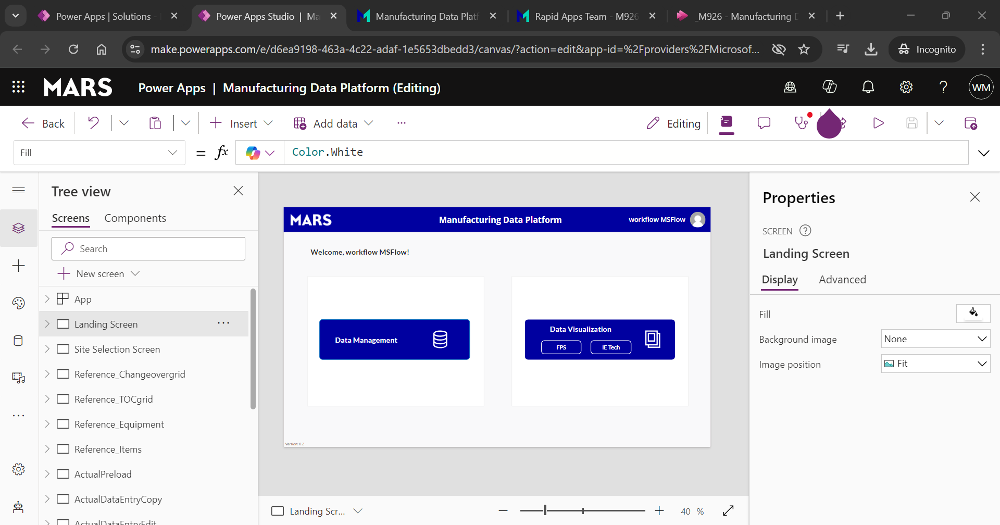 Power Apps | Solutions -
Power Apps Studio | Ma
Manufacturing Data Platf
Rapid Apps Team - M926
_M926 - Manufacturing D
make.powerapps.com/e/d6ea9198-463a-4c22-adaf-1e5653dbedd3/canvas/?action=edit&app-id=%2Fproviders%2FMicrosof...
Incognito
MARS
Power Apps | Manufacturing Data Platform (Editing)
WM
Back
Insert
Add data
Editing
Fill
= fx
Color.White
Tree view
Screens
Components
Search
New screen
App
Landing Screen
Site Selection Screen
Reference_Changeovergrid
Reference_TOCgrid
Reference_Equipment
Reference_Items
ActualPreload
ActualDataEntryCopy
ActualDataEntryEdit
MARS
Manufacturing Data Platform
workflow MSFlow
Welcome, workflow MSFlow!
Data Management
Data Visualization
FPS
IE Tech
Version: 0.2
Landing Scr...
40 %
Properties
SCREEN
Landing Screen
Display
Advanced
Fill
Background image
None
Image position
Fit